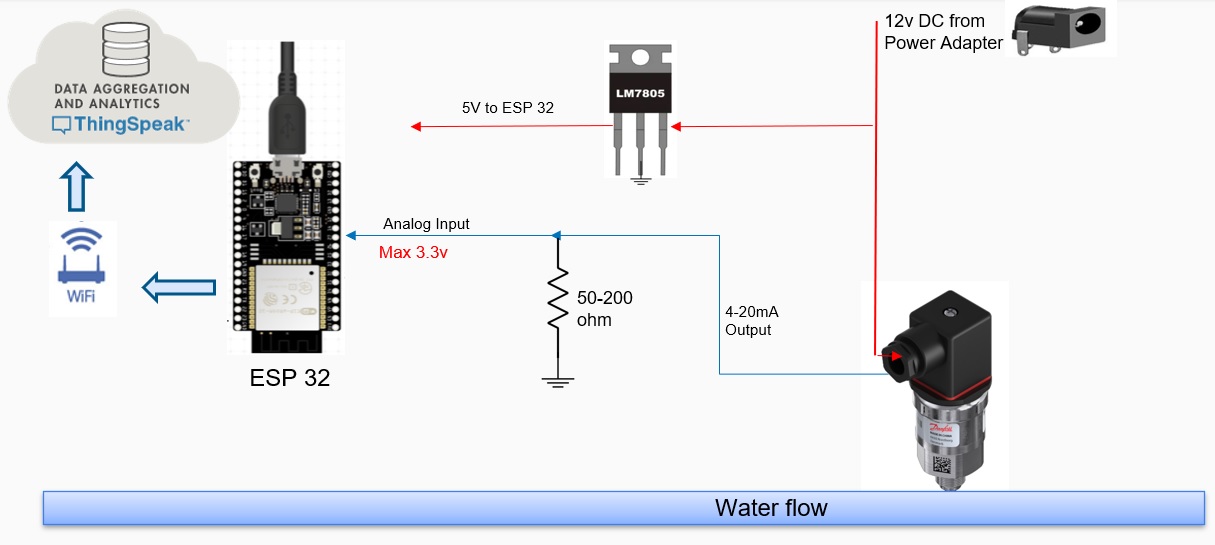 12v DC from
Power Adapter
DATA AGGREGATION
AND ANALYTICS
ThingSpeak™
LM7805
5V to ESP 32
Analog Input
Max 3.3v
WiFi
50-200
ohm
4-20mA
Output
ESP 32
Danfoss
Water flow